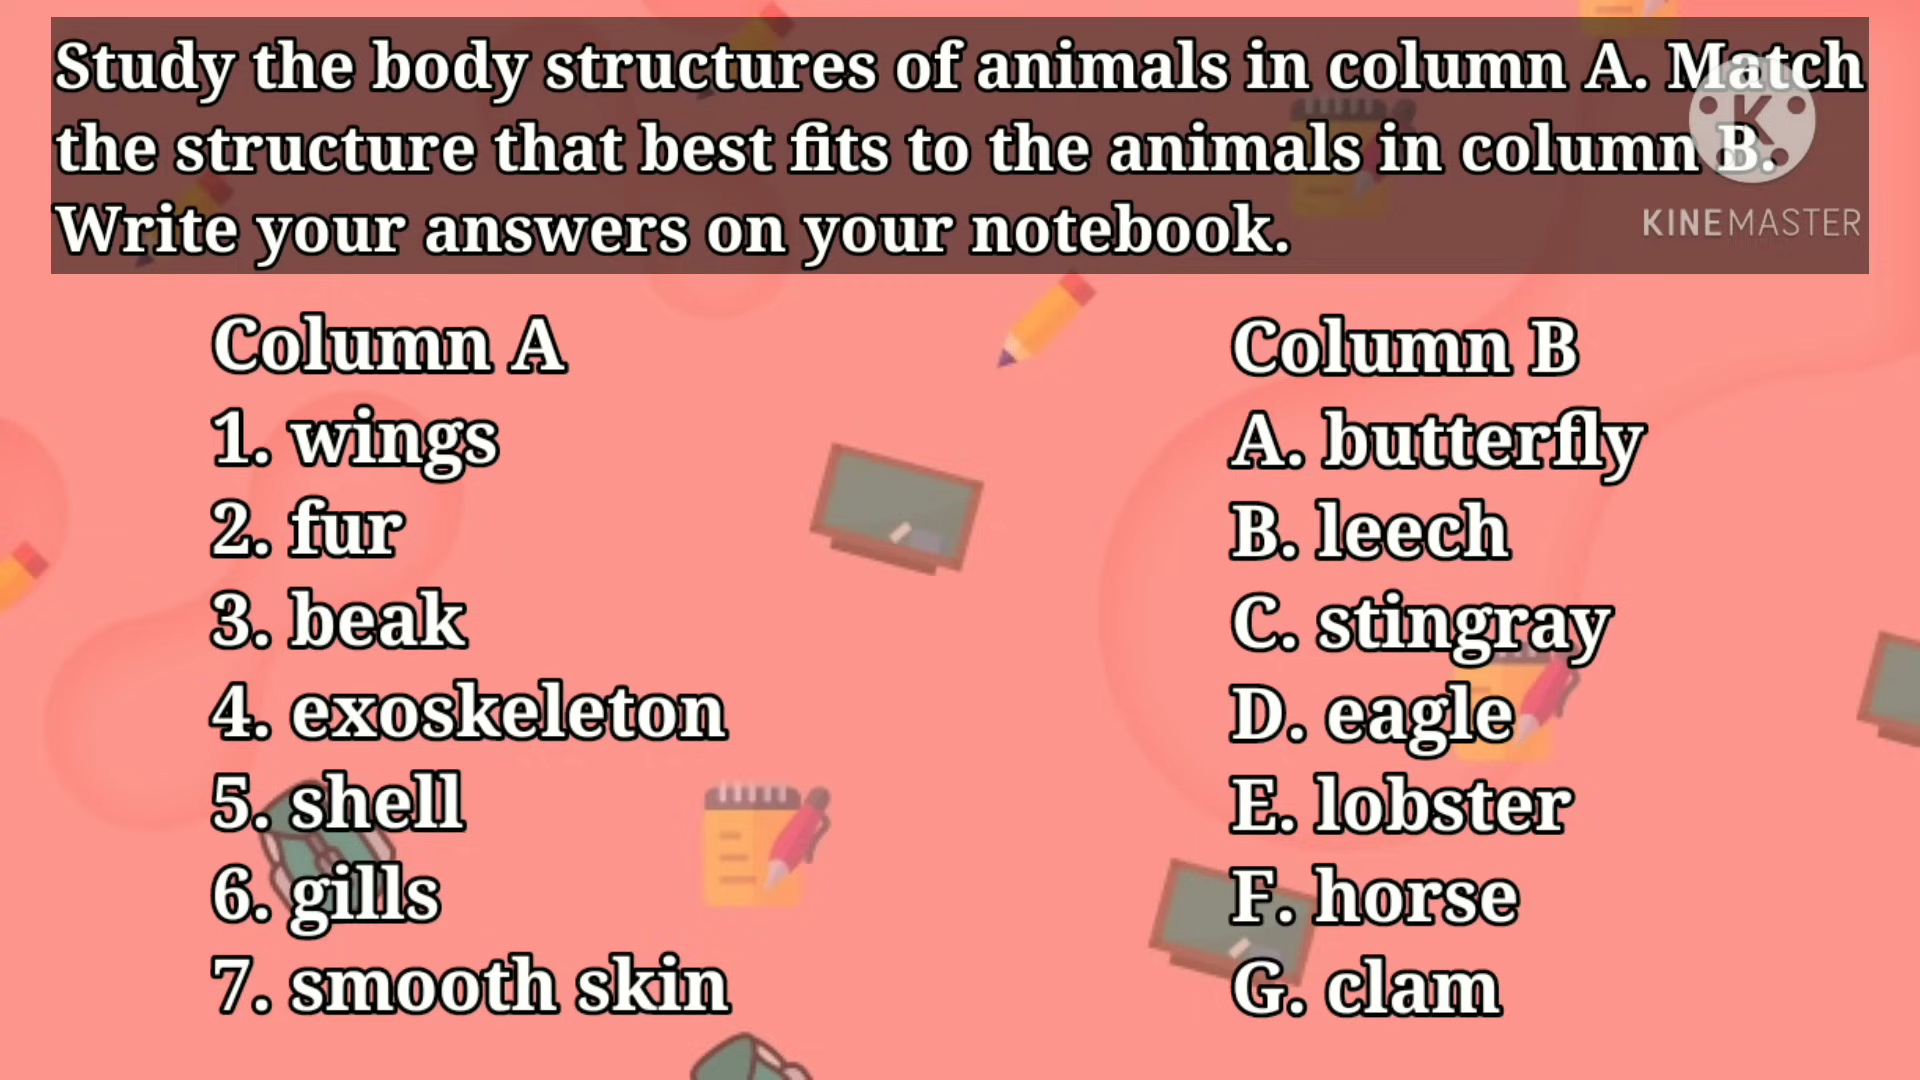 Study the body structures of animals in column A. Match
the structure that best fits to the animals in column B.
Write your answers on your notebook.
KINEMASTER
Column A
1. wings
2. fur
3. beak
4. exoskeleton
5. shell
6. gills
7. smooth skin
Column B
A. butterfly
B. leech
C. stingray
D. eagle
E. lobster
F. horse
G. clam